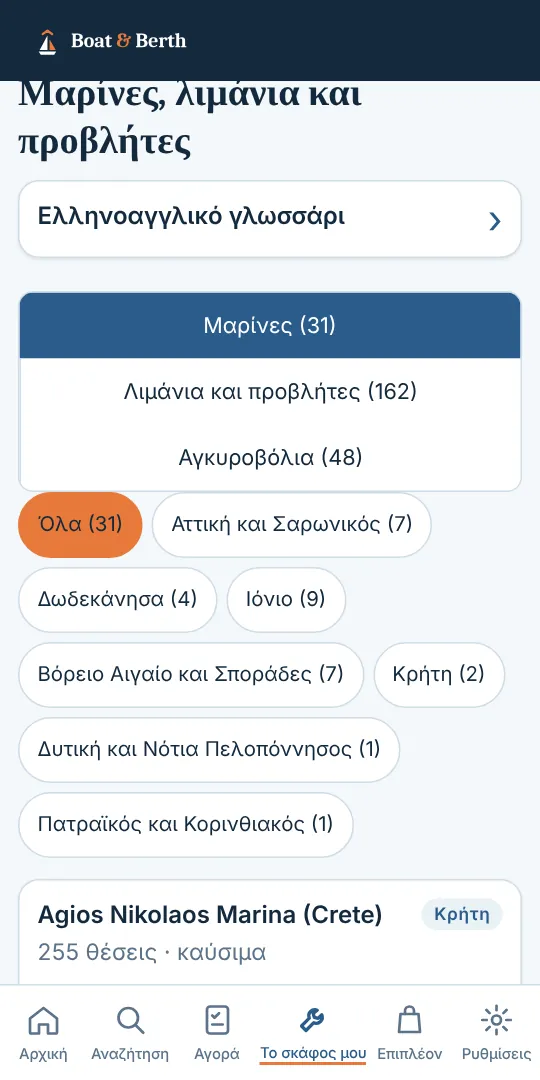 Boat & Berth
Μαρίνες, λιμάνια και
προβλήτες
Ελληνοαγγλικό γλωσσάρι
Μαρίνες (31)
Λιμάνια και προβλήτες (162)
Αγκυροβόλια (48)
Όλα (31)
Αττική και Σαρωνικός (7)
Δωδεκάνησα (4)
Ιόνιο (9)
Βόρειο Αιγαίο και Σποράδες (7)
Κρήτη (2)
Δυτική και Νότια Πελοπόννησος (1)
Πατραϊκός και Κορινθιακός (1)
Agios Nikolaos Marina (Crete)
Κρήτη
255 θέσεις · καύσιμα
Αρχική
Αναζήτηση
Αγορά
Το σκάφος μου
Επιπλέον
Ρυθμίσεις